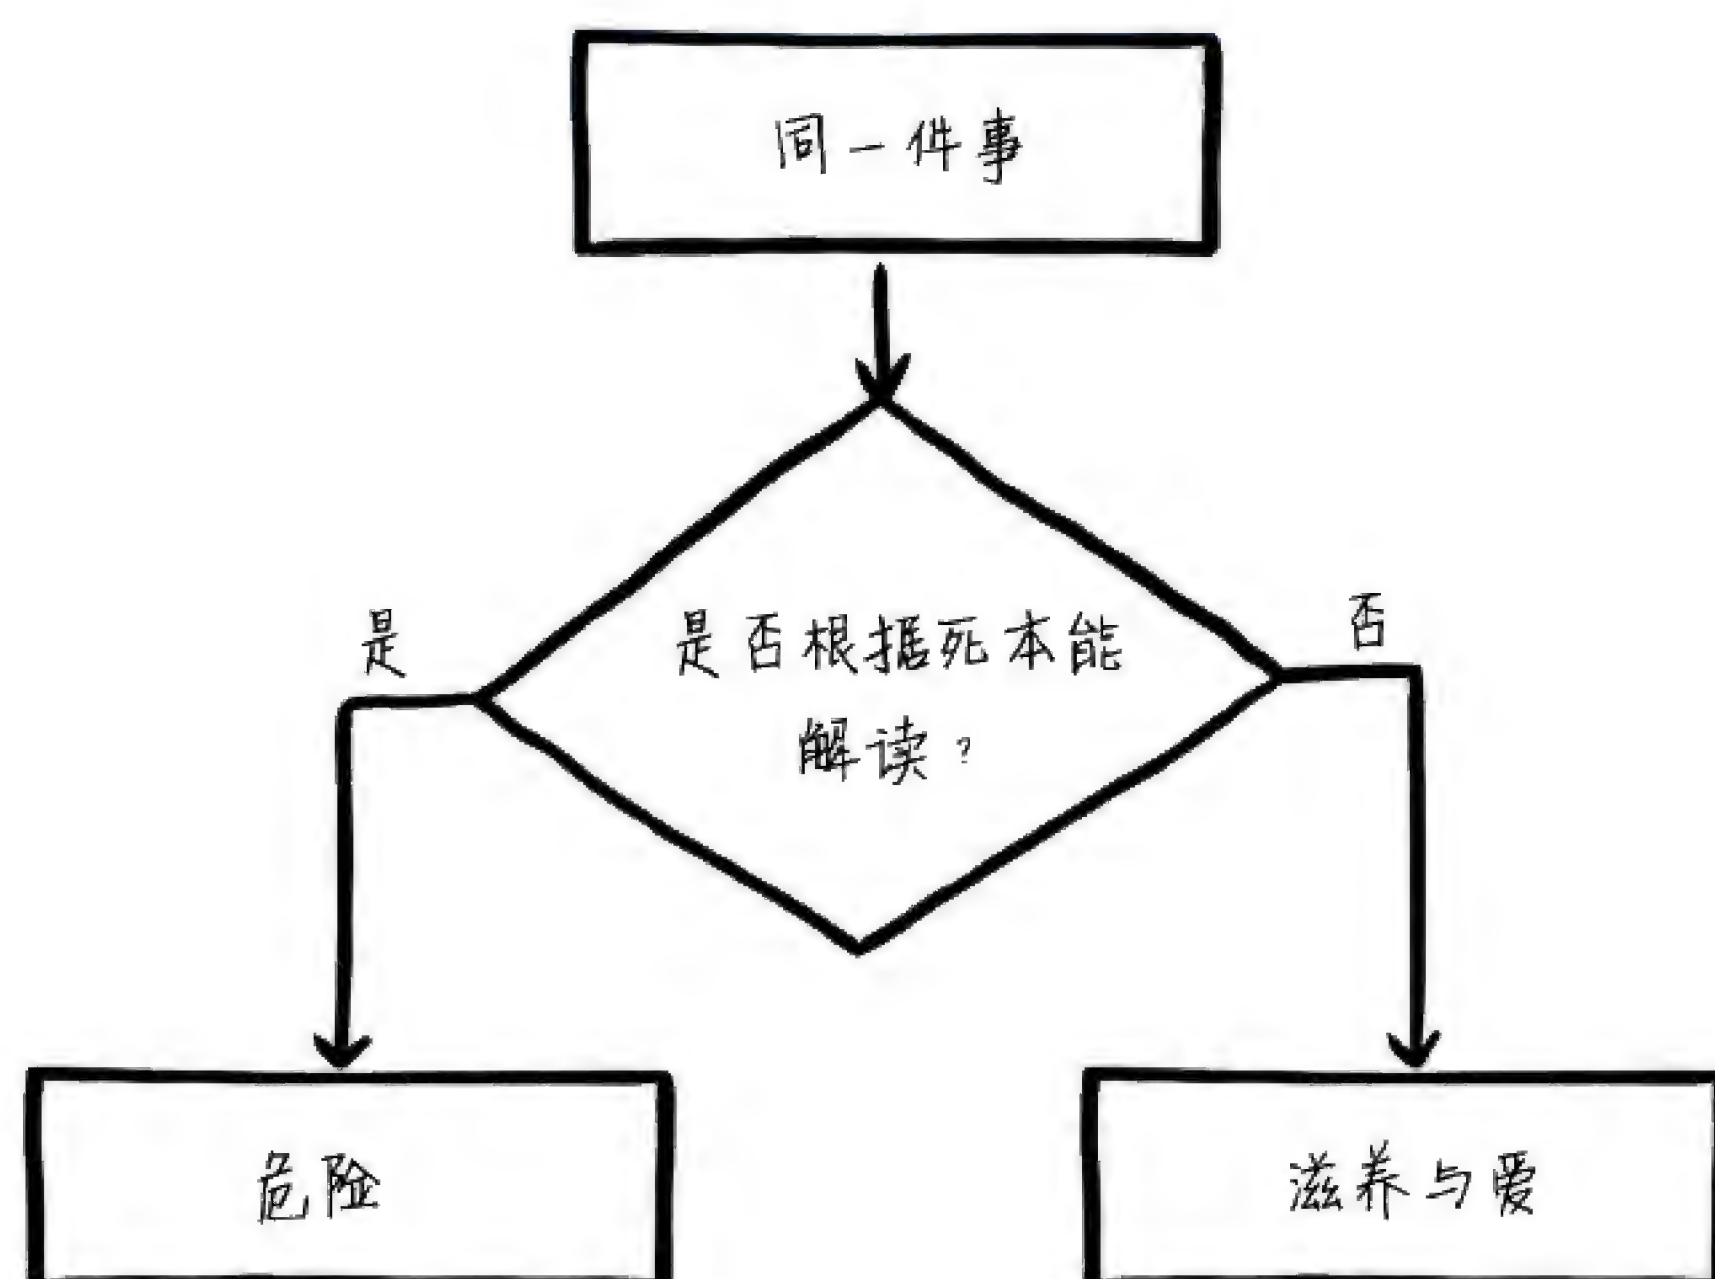 同一件事
是
否
是否根据死本能
解读？
危险
滋养与爱